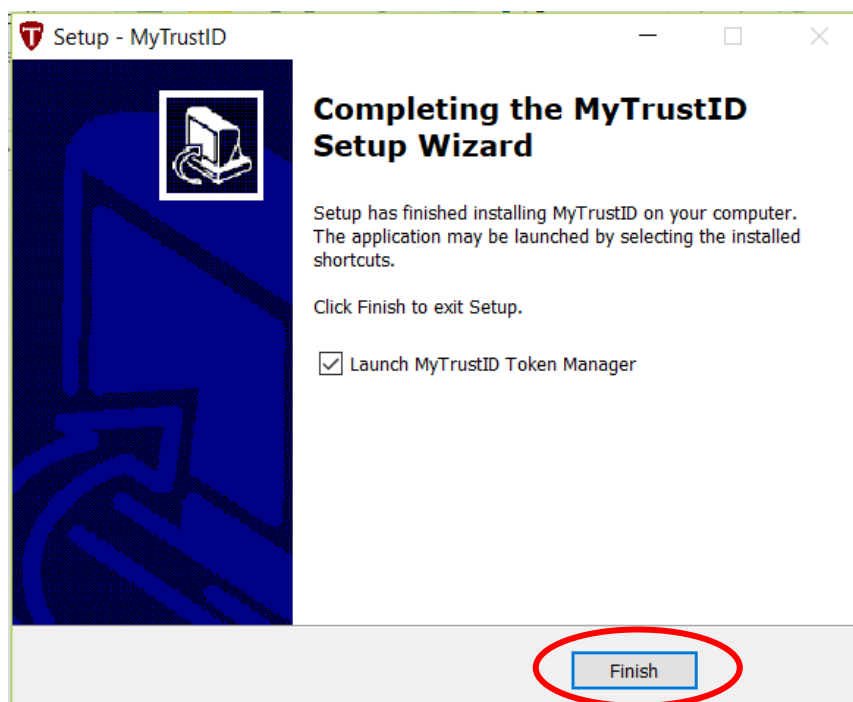 Setup - MyTrustID
Completing the MyTrustID
Setup Wizard
Setup has finished installing MyTrustID on your computer.
The application may be launched by selecting the installed
shortcuts.
Click Finish to exit Setup.
Launch MyTrustID Token Manager
Finish